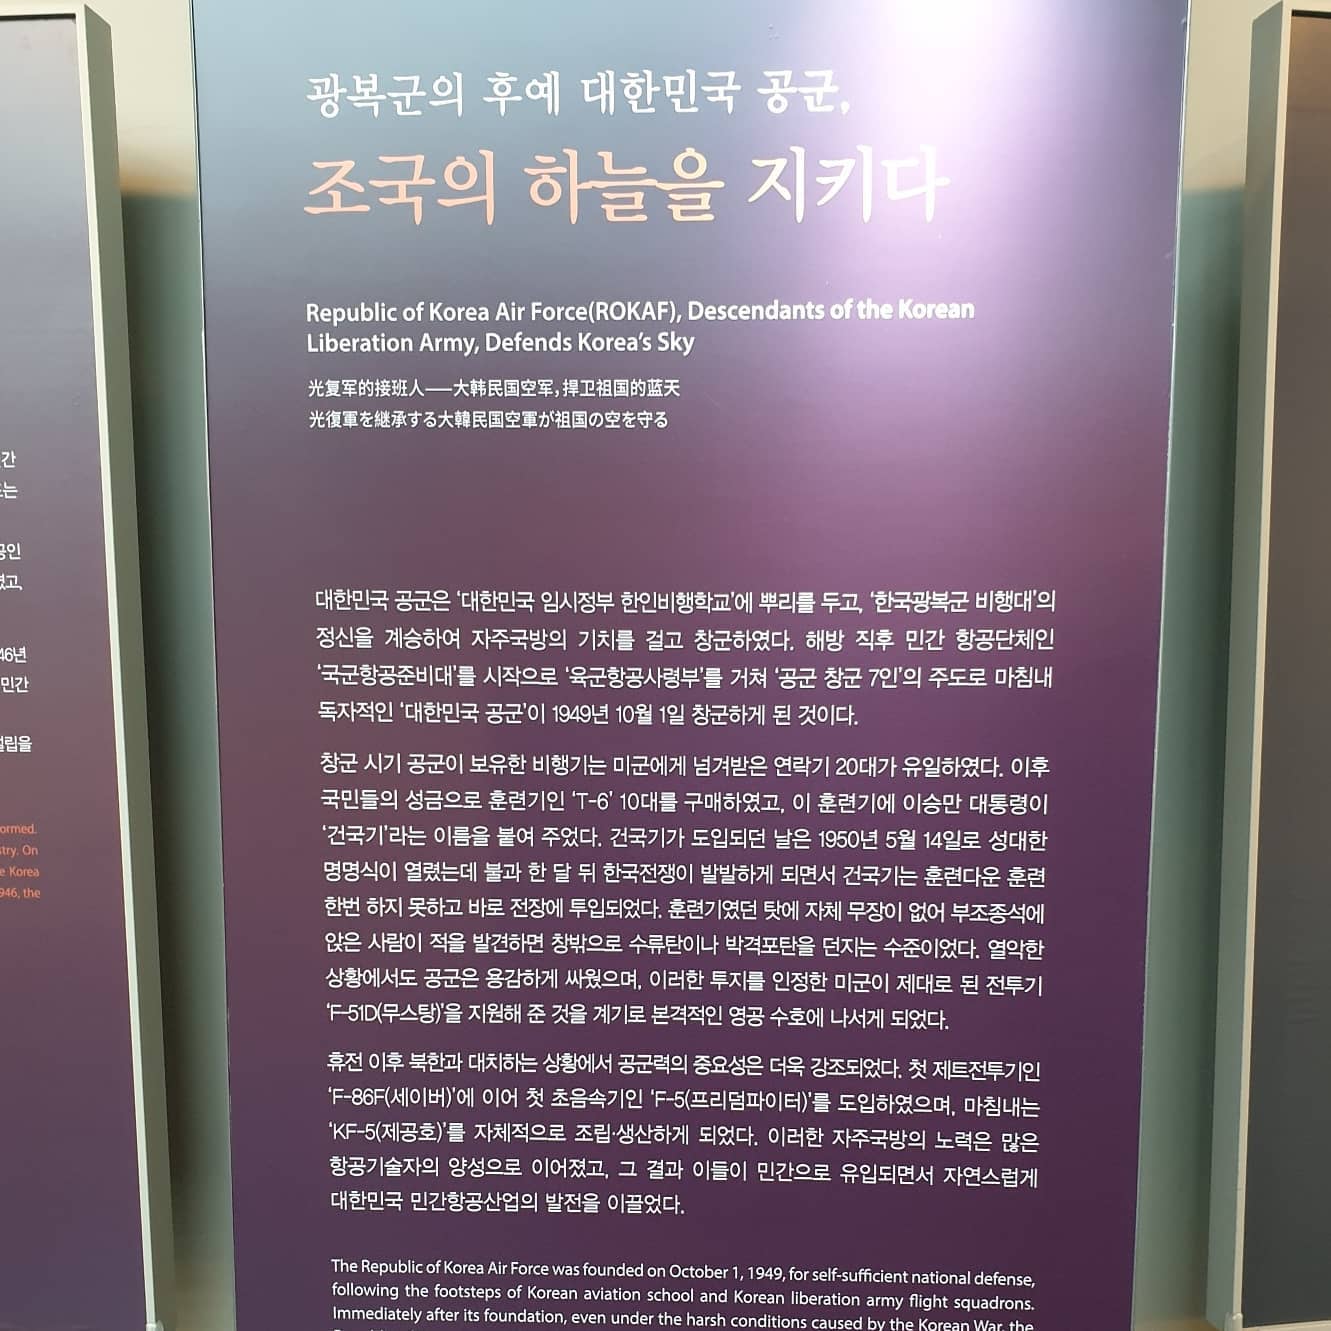 광복군의 후예 대한민국 공군,
조국의 하늘을 지키다
Republic of Korea Air Force(ROKAF), Descendants of the Korean
Liberation Army, Defends Korea's Sky
光复军的接班人——大韩民国空军，捍卫祖国的蓝天
光復軍を継承する大韓民国空軍が祖国の空を守る
대한민국 공군은 '대한민국 임시정부 한인비행학교'에 뿌리를 두고, '한국광복군 비행대'의
정신을 계승하여 자주국방의 기치를 걸고 창군하였다. 해방 직후 민간 항공단체인
'국군항공준비대'를 시작으로 '육군항공사령부'를 거쳐 '공군 창군 7인'의 주도로 마침내
독자적인 '대한민국 공군'이 1949년 10월 1일 창군하게 된 것이다.
창군 시기 공군이 보유한 비행기는 미군에게 넘겨받은 연락기 20대가 유일하였다. 이후
국민들의 성금으로 훈련기인 'T-6' 10대를 구매하였고, 이 훈련기에 이승만 대통령이
'건국기'라는 이름을 붙여 주었다. 건국기가 도입되던 날은 1950년 5월 14일로 성대한
명명식이 열렸는데 불과 한 달 뒤 한국전쟁이 발발하게 되면서 건국기는 훈련다운 훈련
한번 하지 못하고 바로 전장에 투입되었다. 훈련기였던 탓에 자체 무장이 없어 부조종석에
앉은 사람이 적을 발견하면 창밖으로 수류탄이나 박격포탄을 던지는 수준이었다. 열악한
상황에서도 공군은 용감하게 싸웠으며, 이러한 투지를 인정한 미군이 제대로 된 전투기
'F-51D(무스탕)'을 지원해 준 것을 계기로 본격적인 영공 수호에 나서게 되었다.
휴전 이후 북한과 대치하는 상황에서 공군력의 중요성은 더욱 강조되었다. 첫 제트전투기인
'F-86F(세이버)'에 이어 첫 초음속기인 'F-5(프리덤파이터)'를 도입하였으며, 마침내는
'KF-5(제공호)'를 자체적으로 조립·생산하게 되었다. 이러한 자주국방의 노력은 많은
항공기술자의 양성으로 이어졌고, 그 결과 이들이 민간으로 유입되면서 자연스럽게
대한민국 민간항공산업의 발전을 이끌었다.
The Republic of Korea Air Force was founded on October 1, 1949, for self-sufficient national defense,
following the footsteps of Korean aviation school and Korean liberation army flight squadrons.
Immediately after its foundation, even under the harsh conditions caused by the Korean War, the
간
는
공인
였고,
46년
민간
설립을
ormed.
stry. On
e Korea
946, the